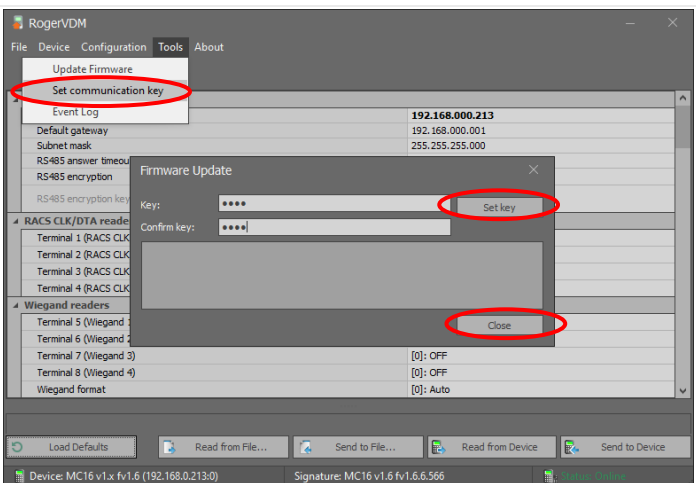 RogerVDM
File Device Configuration Tools About
Update Firmware
Set communication key
Event Log
192.168.000.213
Default gateway 192.168.000.001
Subnet mask 255.255.255.000
RS485 answer timeou
RS485 encryption
RS485 encryption key
Firmware Update
Key: ••••
Set key
Confirm key: ••••
Close
RACS CLK/DTA reade
Terminal 1 (RACS CLK
Terminal 2 (RACS CLK
Terminal 3 (RACS CLK
Terminal 4 (RACS CLK
Wiegand readers
Terminal 5 (Wiegand 1
Terminal 6 (Wiegand 2
Terminal 7 (Wiegand 3) [0]: OFF
Terminal 8 (Wiegand 4) [0]: OFF
Wiegand format [0]: Auto
Load Defaults Read from File... Send to File... Read from Device Send to Device
Device: MC16 v1.x fv1.6 (192.168.0.213:0) Signature: MC16 v1.6 fv1.6.6.566 Status: Online